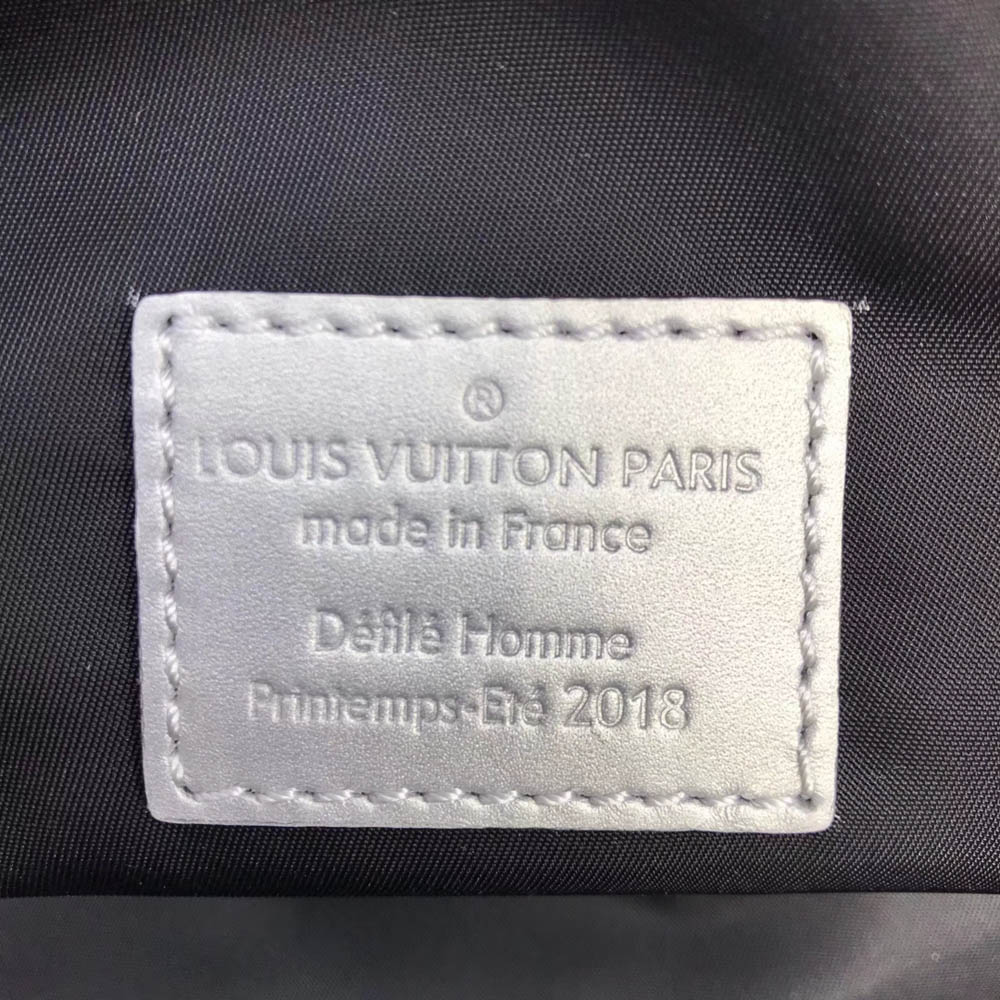 ®
LOUIS VUITTON PARIS
made in France
Défilé Homme
Printemps-Eté 2018